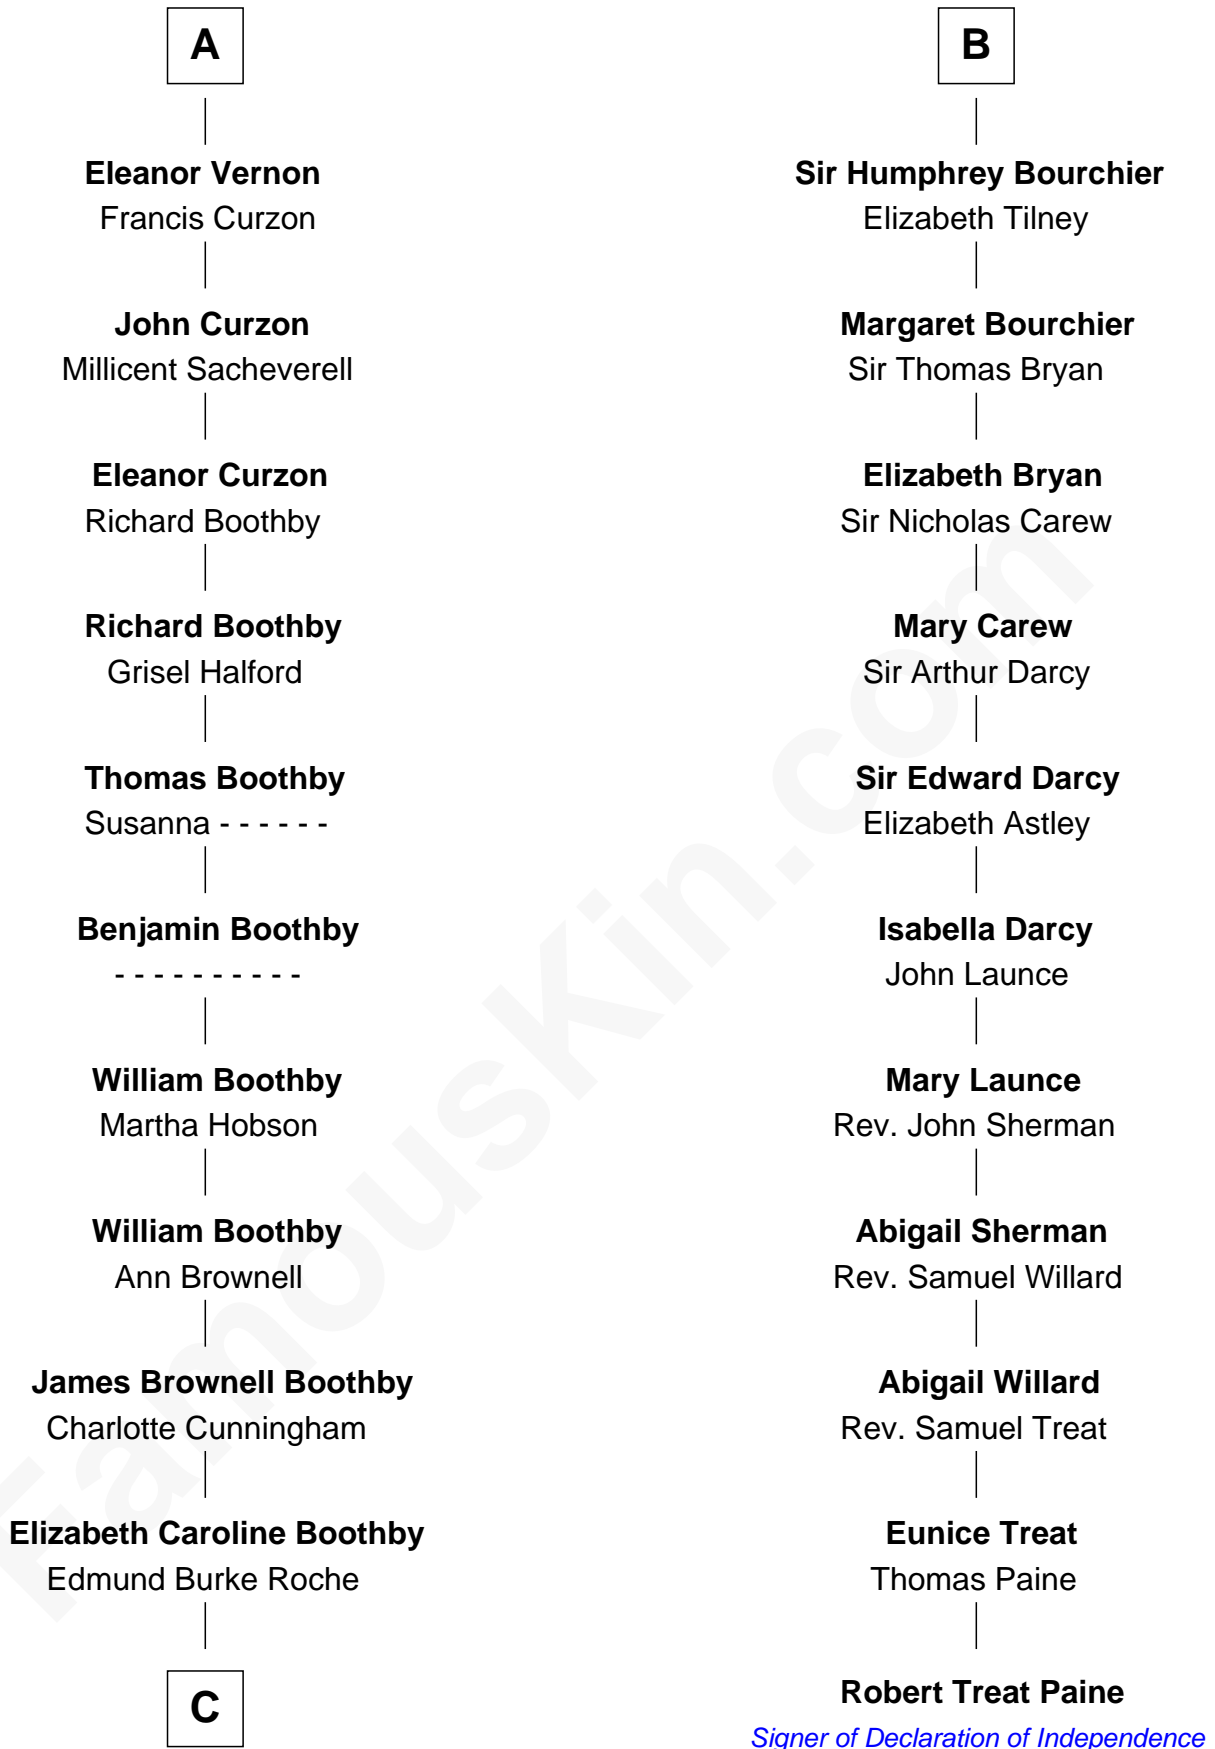 A
Eleanor Vernon
Francis Curzon
John Curzon
Millicent Sacheverell
Eleanor Curzon
Richard Boothby
Richard Boothby
Grisel Halford
Thomas Boothby
Susanna - - - - - -
Benjamin Boothby
- - - - - - - - - -
William Boothby
Martha Hobson
William Boothby
Ann Brownell
James Brownell Boothby
Charlotte Cunningham
Elizabeth Caroline Boothby
Edmund Burke Roche
C
B
Sir Humphrey Bourchier
Elizabeth Tilney
Margaret Bourchier
Sir Thomas Bryan
Elizabeth Bryan
Sir Nicholas Carew
Mary Carew
Sir Arthur Darcy
Sir Edward Darcy
Elizabeth Astley
Isabella Darcy
John Launce
Mary Launce
Rev. John Sherman
Abigail Sherman
Rev. Samuel Willard
Abigail Willard
Rev. Samuel Treat
Eunice Treat
Thomas Paine
Robert Treat Paine
Signer of Declaration of Independence
FamousKin.com